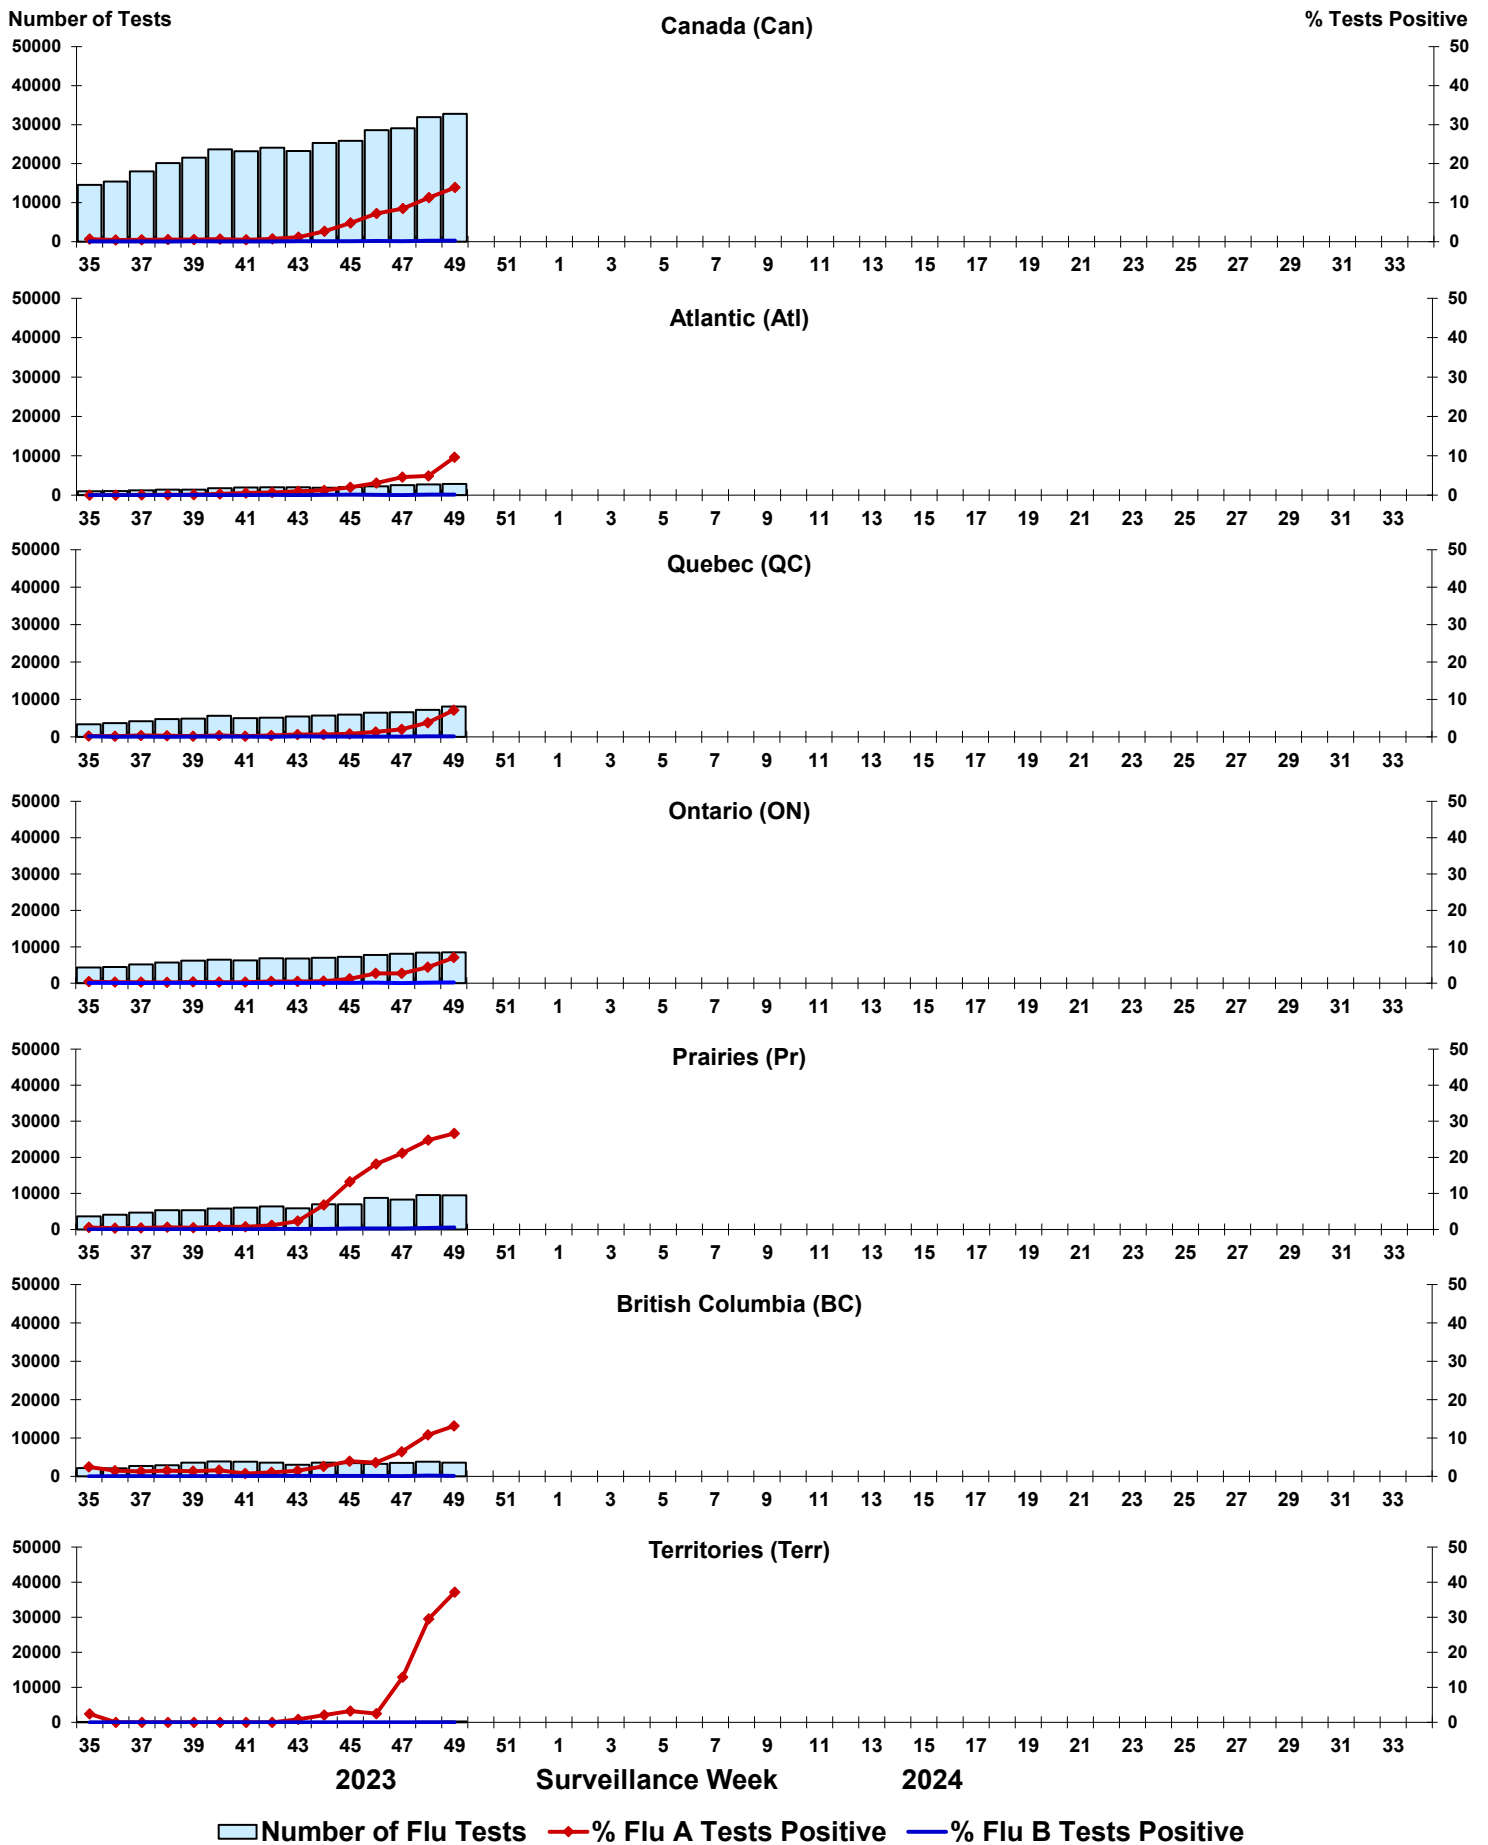 Number of Tests Canada (Can) % Tests Positive
50000 50
40000 40
30000 30
20000 20
10000 10
0 0
35 37 39 41 43 45 47 49 51 1 3 5 7 9 11 13 15 17 19 21 23 25 27 29 31 33
Atlantic (Atl)
50000 50
40000 40
30000 30
20000 20
10000 10
0 0
35 37 39 41 43 45 47 49 51 1 3 5 7 9 11 13 15 17 19 21 23 25 27 29 31 33
Quebec (QC)
50000 50
40000 40
30000 30
20000 20
10000 10
0 0
35 37 39 41 43 45 47 49 51 1 3 5 7 9 11 13 15 17 19 21 23 25 27 29 31 33
Ontario (ON)
50000 50
40000 40
30000 30
20000 20
10000 10
0 0
35 37 39 41 43 45 47 49 51 1 3 5 7 9 11 13 15 17 19 21 23 25 27 29 31 33
Prairies (Pr)
50000 50
40000 40
30000 30
20000 20
10000 10
0 0
35 37 39 41 43 45 47 49 51 1 3 5 7 9 11 13 15 17 19 21 23 25 27 29 31 33
British Columbia (BC)
50000 50
40000 40
30000 30
20000 20
10000 10
0 0
35 37 39 41 43 45 47 49 51 1 3 5 7 9 11 13 15 17 19 21 23 25 27 29 31 33
Territories (Terr)
50000 50
40000 40
30000 30
20000 20
10000 10
0 0
35 37 39 41 43 45 47 49 51 1 3 5 7 9 11 13 15 17 19 21 23 25 27 29 31 33
2023 Surveillance Week 2024
Number of Flu Tests % Flu A Tests Positive % Flu B Tests Positive